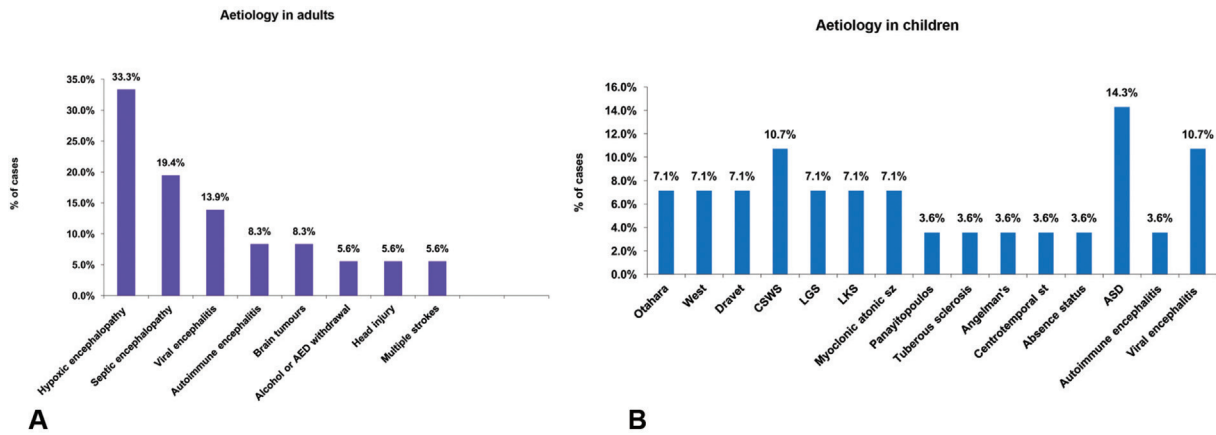 Aetiology in adults
% of cases
35.0%
30.0%
25.0%
20.0%
15.0%
10.0%
5.0%
0.0%
33.3%
19.4%
13.9%
8.3%
8.3%
5.6%
5.6%
5.6%
Hypoxic encephalopathy
Septic encephalopathy
Viral encephalitis
Autoimmune encephalitis
Brain tumours
Alcohol or AED withdrawal
Head injury
Multiple strokes
A
Aetiology in children
% of cases
16.0%
14.0%
12.0%
10.0%
8.0%
6.0%
4.0%
2.0%
0.0%
7.1%
7.1%
7.1%
10.7%
7.1%
7.1%
7.1%
3.6%
3.6%
3.6%
3.6%
3.6%
14.3%
3.6%
10.7%
Otahara
West
Dravet
CSWS
LGS
LKS
Myoclonic atonic sz
Panayitopoulos
Tuberous sclerosis
Angelman's
Centrotemporal st
Absence status
ASD
Autoimmune encephalitis
Viral encephalitis
B